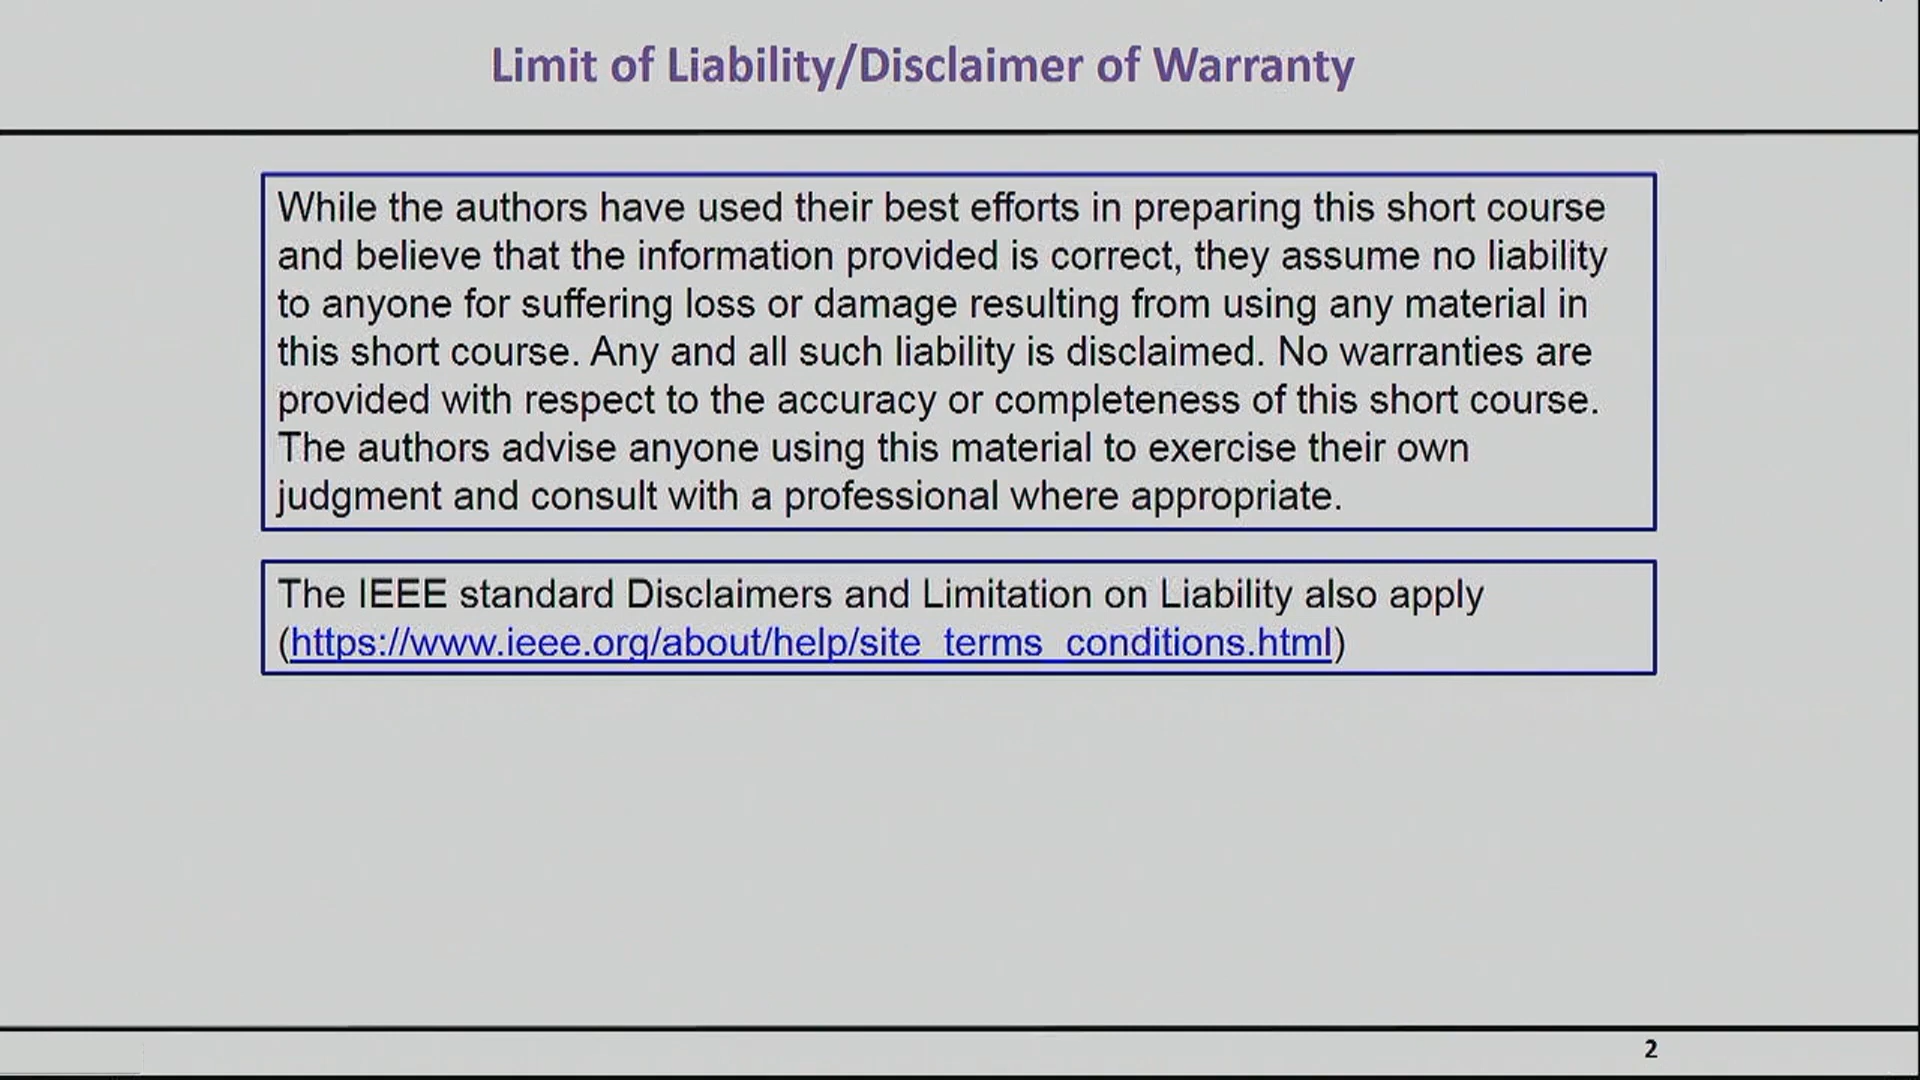 Limit of Liability/Disclaimer of Warranty
While the authors have used their best efforts in preparing this short course
and believe that the information provided is correct, they assume no liability
to anyone for suffering loss or damage resulting from using any material in
this short course. Any and all such liability is disclaimed. No warranties are
provided with respect to the accuracy or completeness of this short course.
The authors advise anyone using this material to exercise their own
judgment and consult with a professional where appropriate.
The IEEE standard Disclaimers and Limitation on Liability also apply
(https://www.ieee.org/about/help/site_terms_conditions.html)
2